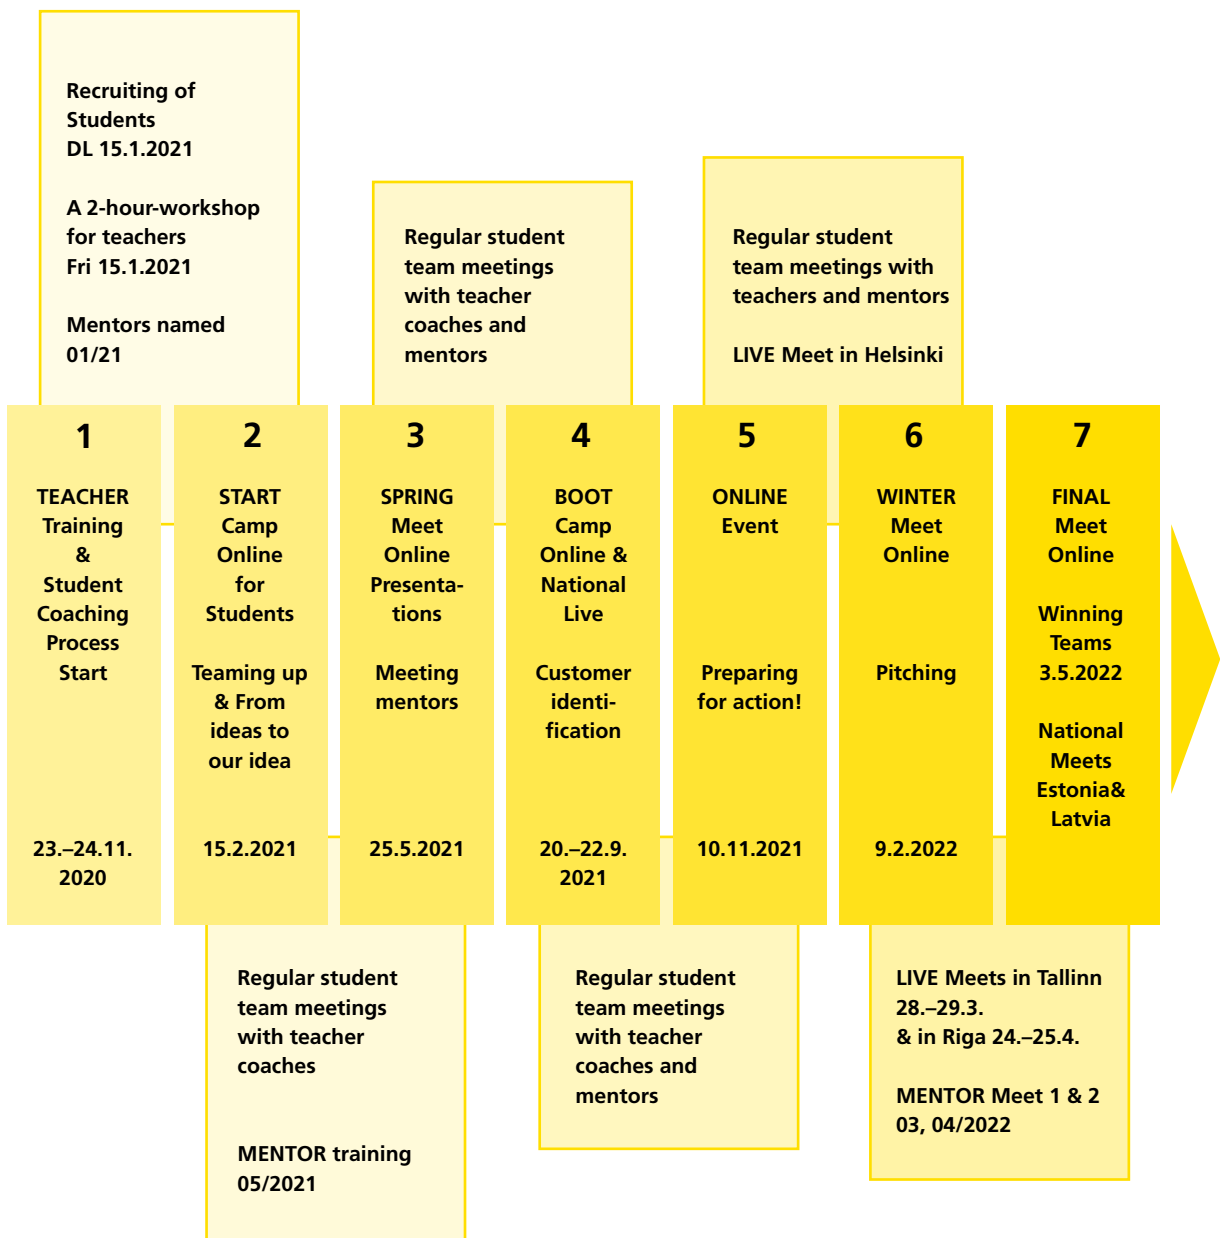 Recruiting of
Students
DL 15.1.2021
A 2-hour-workshop
for teachers
Fri 15.1.2021
Mentors named
01/21
Regular student
team meetings
with teacher
coaches and
mentors
Regular student
team meetings with
teachers and mentors
LIVE Meet in Helsinki
1
TEACHER
Training
&
Student
Coaching
Process
Start
23.–24.11.
2020
2
START
Camp
Online
for
Students
Teaming up
& From
ideas to
our idea
15.2.2021
3
SPRING
Meet
Online
Presenta-
tions
Meeting
mentors
25.5.2021
4
BOOT
Camp
Online &
National
Live
Customer
identi-
fication
20.–22.9.
2021
5
ONLINE
Event
Preparing
for action!
10.11.2021
6
WINTER
Meet
Online
Pitching
9.2.2022
7
FINAL
Meet
Online
Winning
Teams
3.5.2022
National
Meets
Estonia&
Latvia
Regular student
team meetings
with teacher
coaches
MENTOR training
05/2021
Regular student
team meetings
with teacher
coaches and
mentors
LIVE Meets in Tallinn
28.–29.3.
& in Riga 24.–25.4.
MENTOR Meet 1 & 2
03, 04/2022